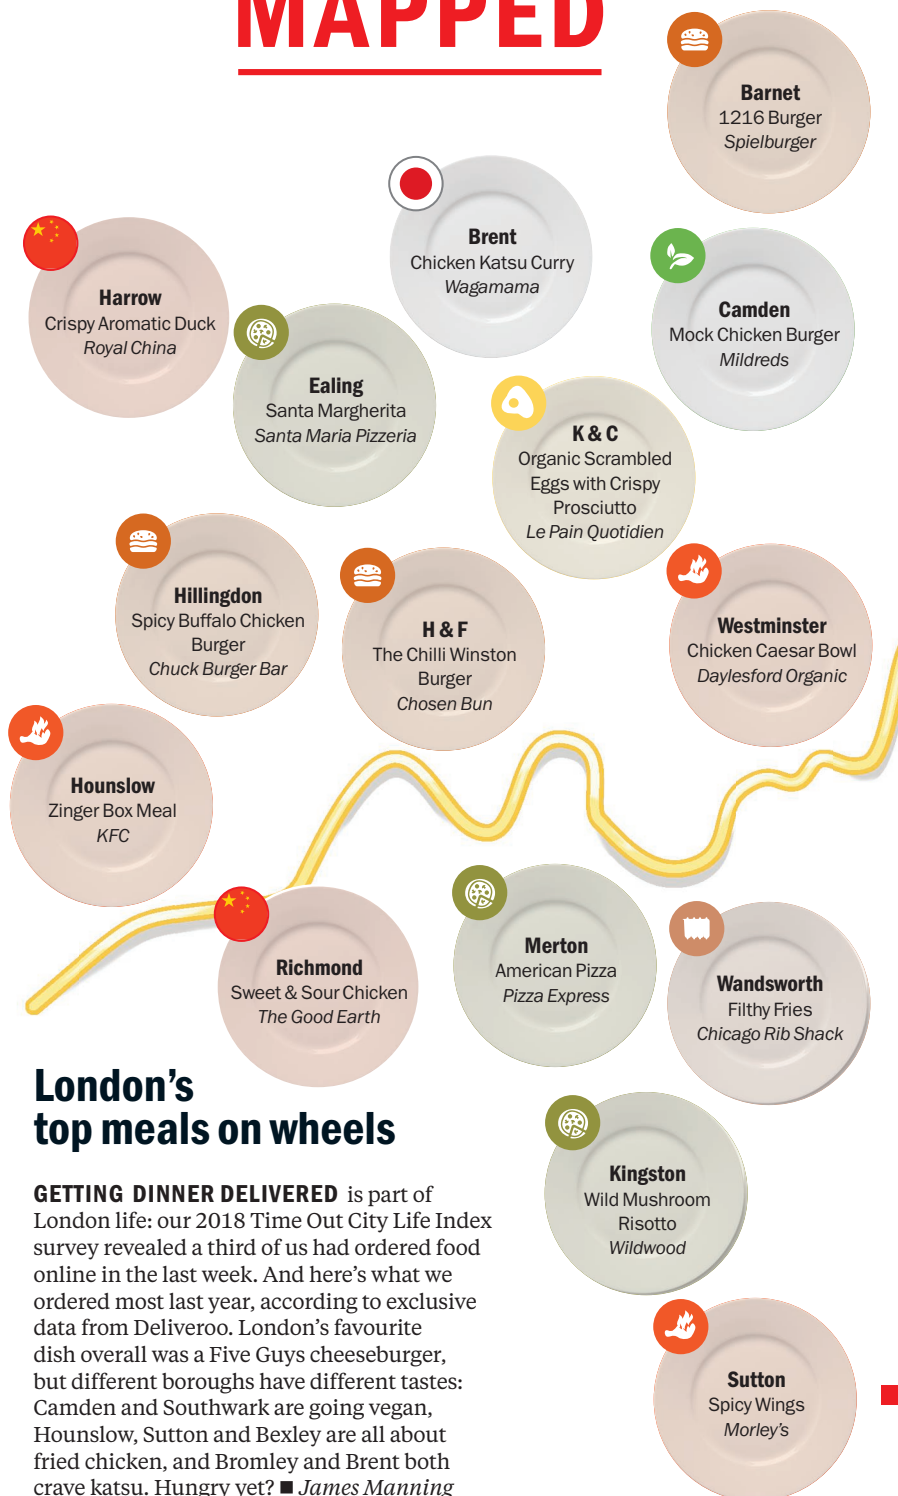 MAPPED
Barnet
1216 Burger
Spielburger
Brent
Chicken Katsu Curry
Wagamama
Harrow
Crispy Aromatic Duck
Royal China
Camden
Mock Chicken Burger
Mildreds
Ealing
Santa Margherita
Santa Maria Pizzeria
K & C
Organic Scrambled
Eggs with Crispy
Prosciutto
Le Pain Quotidien
Hillingdon
Spicy Buffalo Chicken
Burger
Chuck Burger Bar
H & F
The Chilli Winston
Burger
Chosen Bun
Westminster
Chicken Caesar Bowl
Daylesford Organic
Hounslow
Zinger Box Meal
KFC
Richmond
Sweet & Sour Chicken
The Good Earth
Merton
American Pizza
Pizza Express
Wandsworth
Filthy Fries
Chicago Rib Shack
Kingston
Wild Mushroom
Risotto
Wildwood
Sutton
Spicy Wings
Morley's
London's
top meals on wheels
GETTING DINNER DELIVERED is part of
London life: our 2018 Time Out City Life Index
survey revealed a third of us had ordered food
online in the last week. And here's what we
ordered most last year, according to exclusive
data from Deliveroo. London's favourite
dish overall was a Five Guys cheeseburger,
but different boroughs have different tastes:
Camden and Southwark are going vegan,
Hounslow, Sutton and Bexley are all about
fried chicken, and Bromley and Brent both
crave katsu. Hungry yet? ■ James Manning